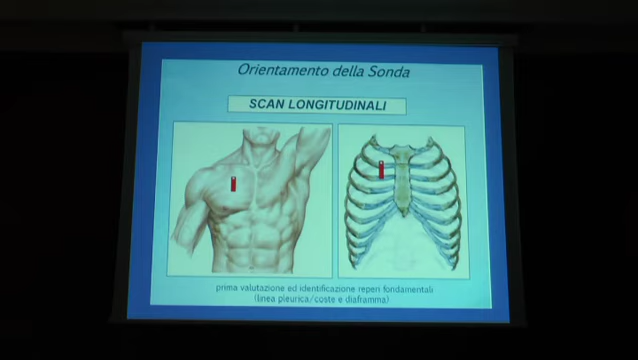 Orientamento della Sonda
SCAN LONGITUDINALI
prima valutazione ed identificazione reperi fondamentali
(linea pleurica/coste e diaframma)